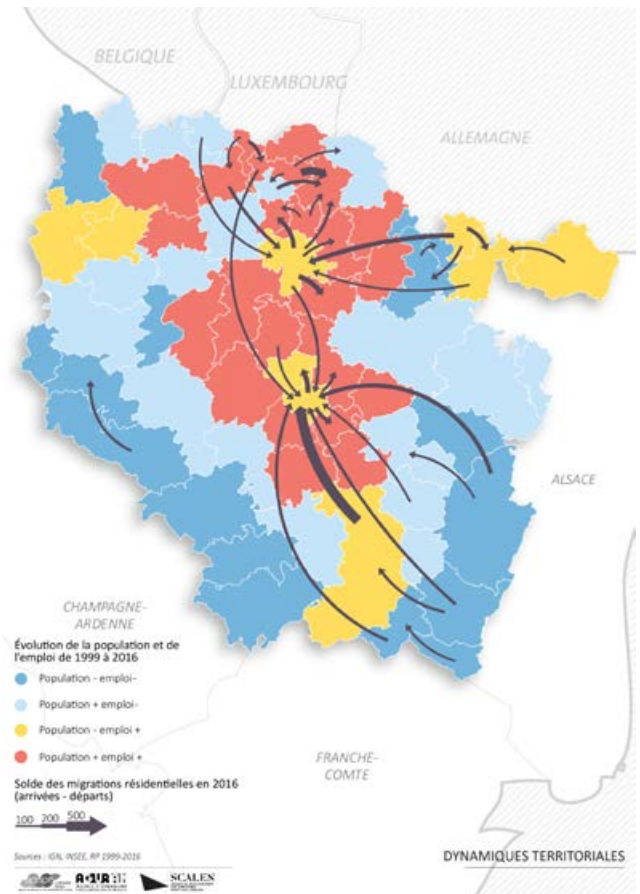 BELGIQUE
LUXEMBOURG
ALLEMAGNE
ALSACE
CHAMPAGNE-
ARDENNE
Évolution de la population et de
l'emploi de 1999 à 2016
Population - emploi-
Population + emploi-
Population - emploi +
Population + emploi +
FRANCHE-
COMTE
Solde des migrations résidentielles en 2016
(arrivées - départs)
100 200 500
Sources : IGN, INSEE, RP 1999-2016
DYNAMIQUES TERRITORIALES
SCALEN